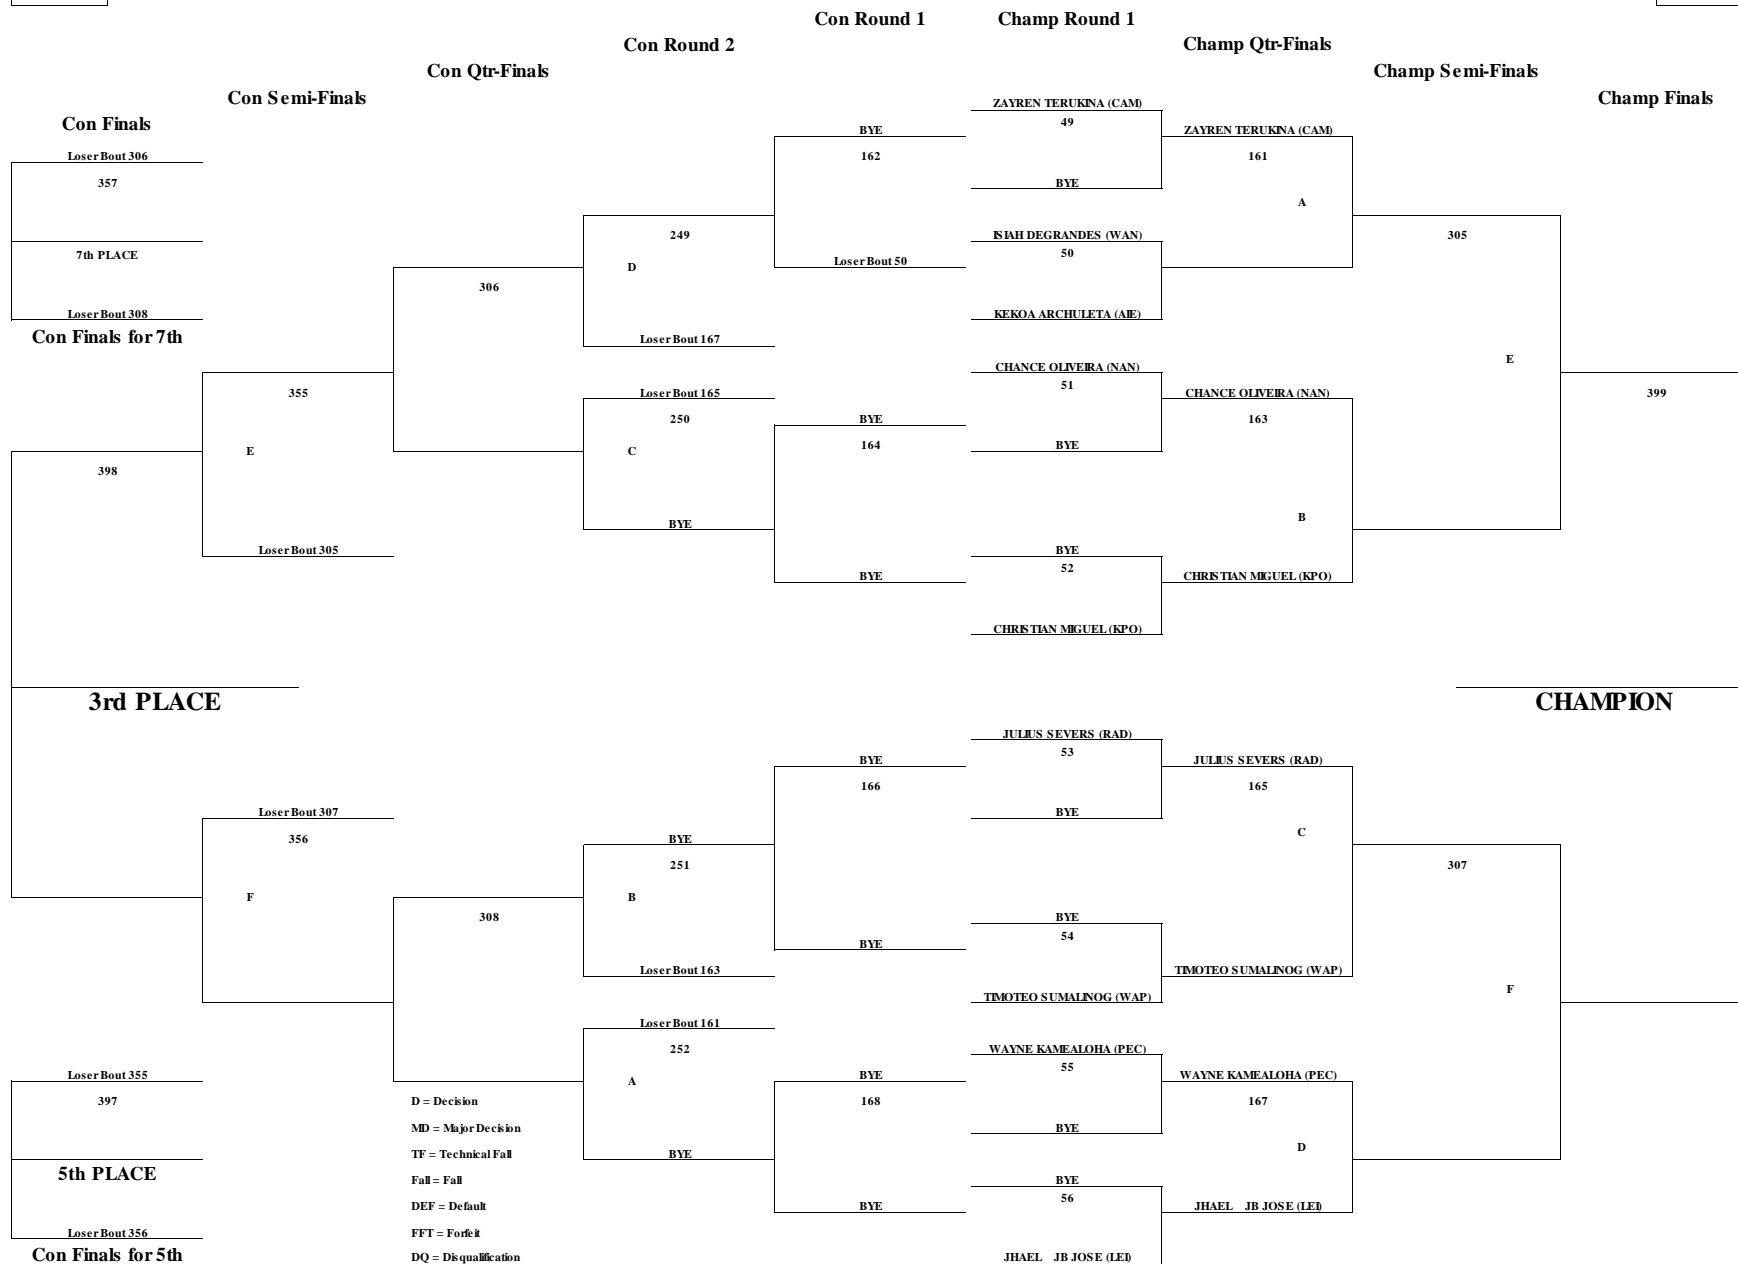 Con Round 1
Champ Round 1
Con Round 2
Champ Qtr-Finals
Con Qtr-Finals
Champ Semi-Finals
Con Semi-Finals
Champ Finals
Con Finals
ZAYREN TERUKINA (CAM)
49
BYE
ZAYREN TERUKINA (CAM)
Loser Bout 306
162
161
357
BYE
A
249
ISIAH DEGRANDES (WAN)
305
7th PLACE
50
D
Loser Bout 50
306
Loser Bout 308
KEKOA ARCHULETA (AIE)
Con Finals for 7th
Loser Bout 167
E
CHANCE OLIVEIRA (NAN)
51
355
Loser Bout 165
CHANCE OLIVEIRA (NAN)
399
250
BYE
163
164
BYE
E
C
398
B
BYE
Loser Bout 305
BYE
52
BYE
CHRISTIAN MIGUEL (KPO)
CHRISTIAN MIGUEL (KPO)
3rd PLACE
CHAMPION
JULIUS SEVERS (RAD)
53
BYE
JULIUS SEVERS (RAD)
166
165
Loser Bout 307
BYE
356
BYE
C
251
307
F
B
308
BYE
54
BYE
Loser Bout 163
TIMOTEO SUMALINOG (WAP)
F
TIMOTEO SUMALINOG (WAP)
Loser Bout 161
252
WAYNE KAMEALOHA (PEC)
55
Loser Bout 355
A
BYE
WAYNE KAMEALOHA (PEC)
397
D = Decision
168
167
MD = Major Decision
BYE
D
TF = Technical Fall
BYE
5th PLACE
Fall = Fall
BYE
56
DEF = Default
BYE
JHAEL JB JOSE (LEI)
Loser Bout 356
FFT = Forfeit
Con Finals for 5th
DQ = Disqualification
JHAEL JB JOSE (LEI)